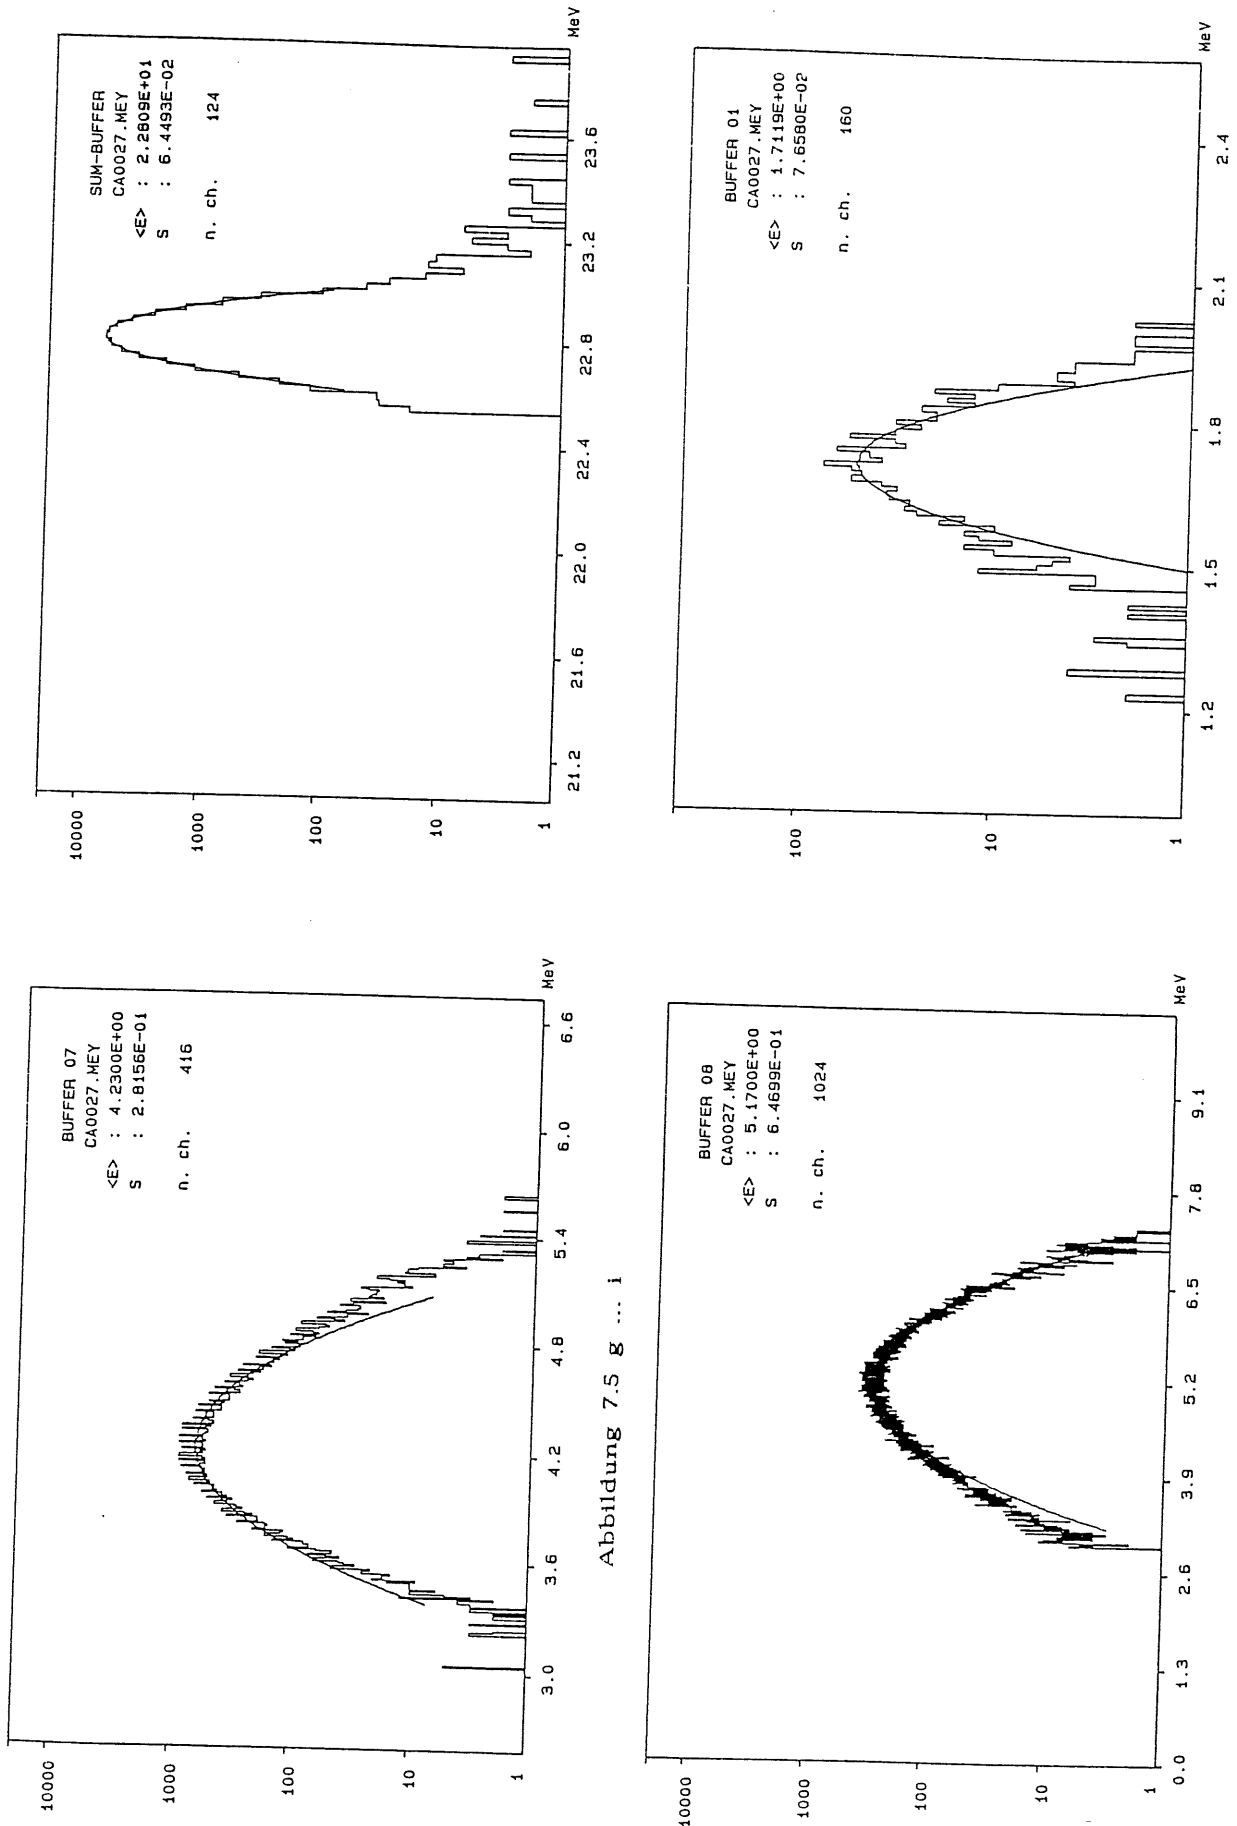 BUFFER 07
CA0027.MEY
<E> : 4.2300E+00
S : 2.8156E-01
n. ch. 416
10000
1000
100
10
1
3.0 3.6 4.2 4.8 5.4 6.0 6.6 MeV
SUM-BUFFER
CA0027.MEY
<E> : 2.2809E+01
S : 6.4493E-02
n. ch. 124
10000
1000
100
10
1
21.2 21.6 22.0 22.4 22.8 23.2 23.6 MeV
Abbildung 7.5 g ... i
BUFFER 08
CA0027.MEY
<E> : 5.1700E+00
S : 6.4699E-01
n. ch. 1024
10000
1000
100
10
1
0.0 1.3 2.6 3.9 5.2 6.5 7.8 9.1 MeV
BUFFER 01
CA0027.MEY
<E> : 1.7119E+00
S : 7.6580E-02
n. ch. 160
100
10
1
1.2 1.5 1.8 2.1 2.4 MeV